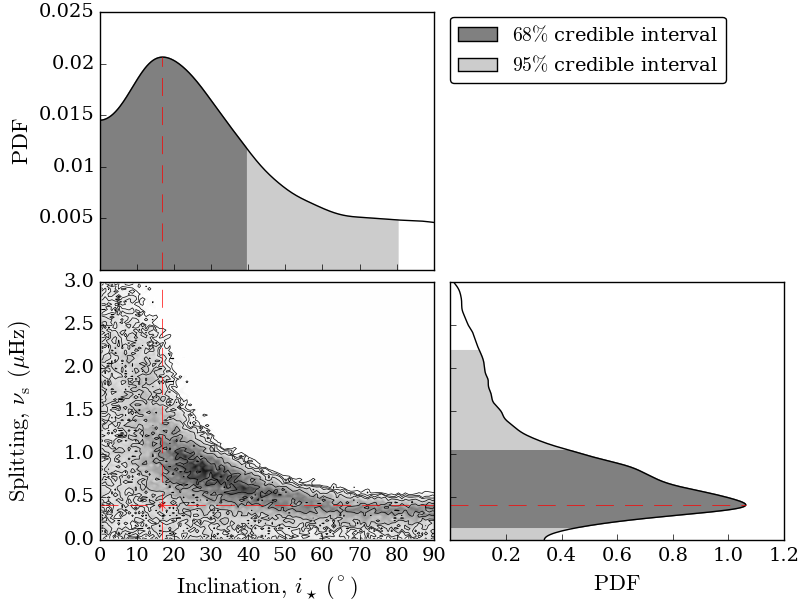 0.025
0.02
0.015
0.01
0.005
PDF
68% credible interval
95% credible interval
3.0
2.5
2.0
1.5
1.0
0.5
0.0
Splitting, νs (μHz)
0 10 20 30 40 50 60 70 80 90
Inclination, i⋆ (°)
0.2 0.4 0.6 0.8 1.0 1.2
PDF